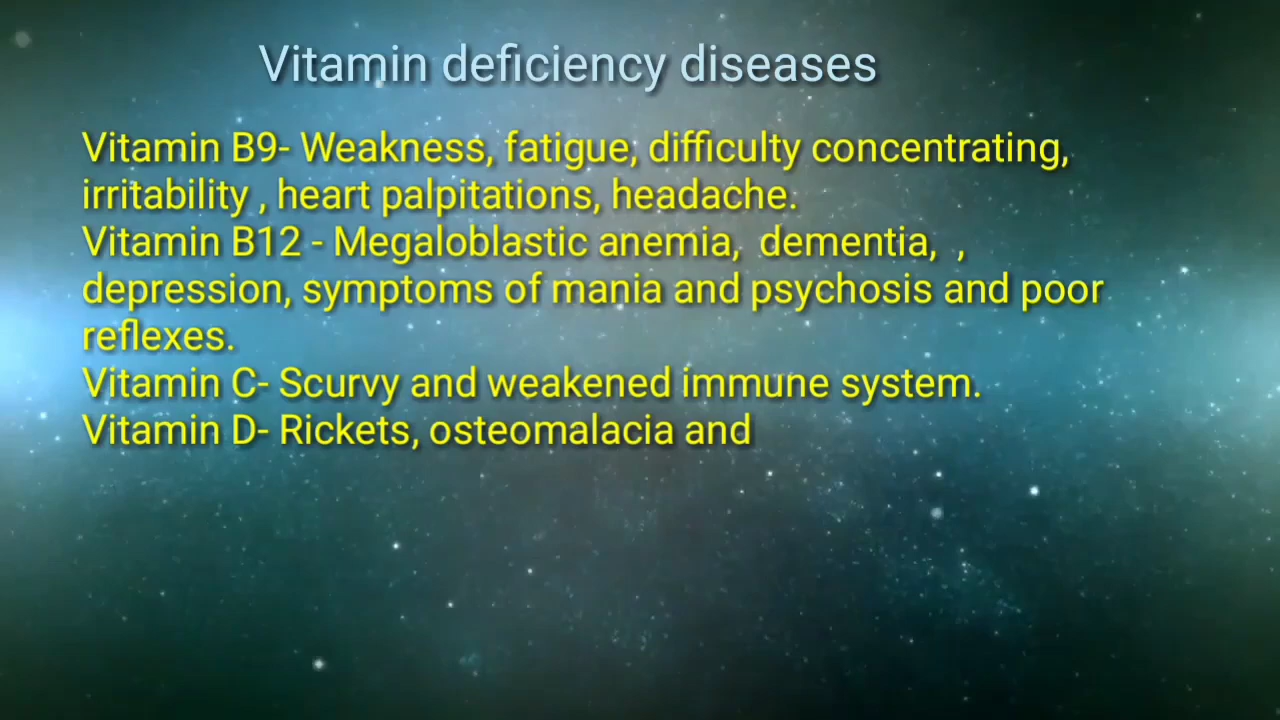 Vitamin deficiency diseases
Vitamin B9- Weakness, fatigue, difficulty concentrating,
irritability , heart palpitations, headache.
Vitamin B12 - Megaloblastic anemia,  dementia,  ,
depression, symptoms of mania and psychosis and poor
reflexes.
Vitamin C- Scurvy and weakened immune system.
Vitamin D- Rickets, osteomalacia and